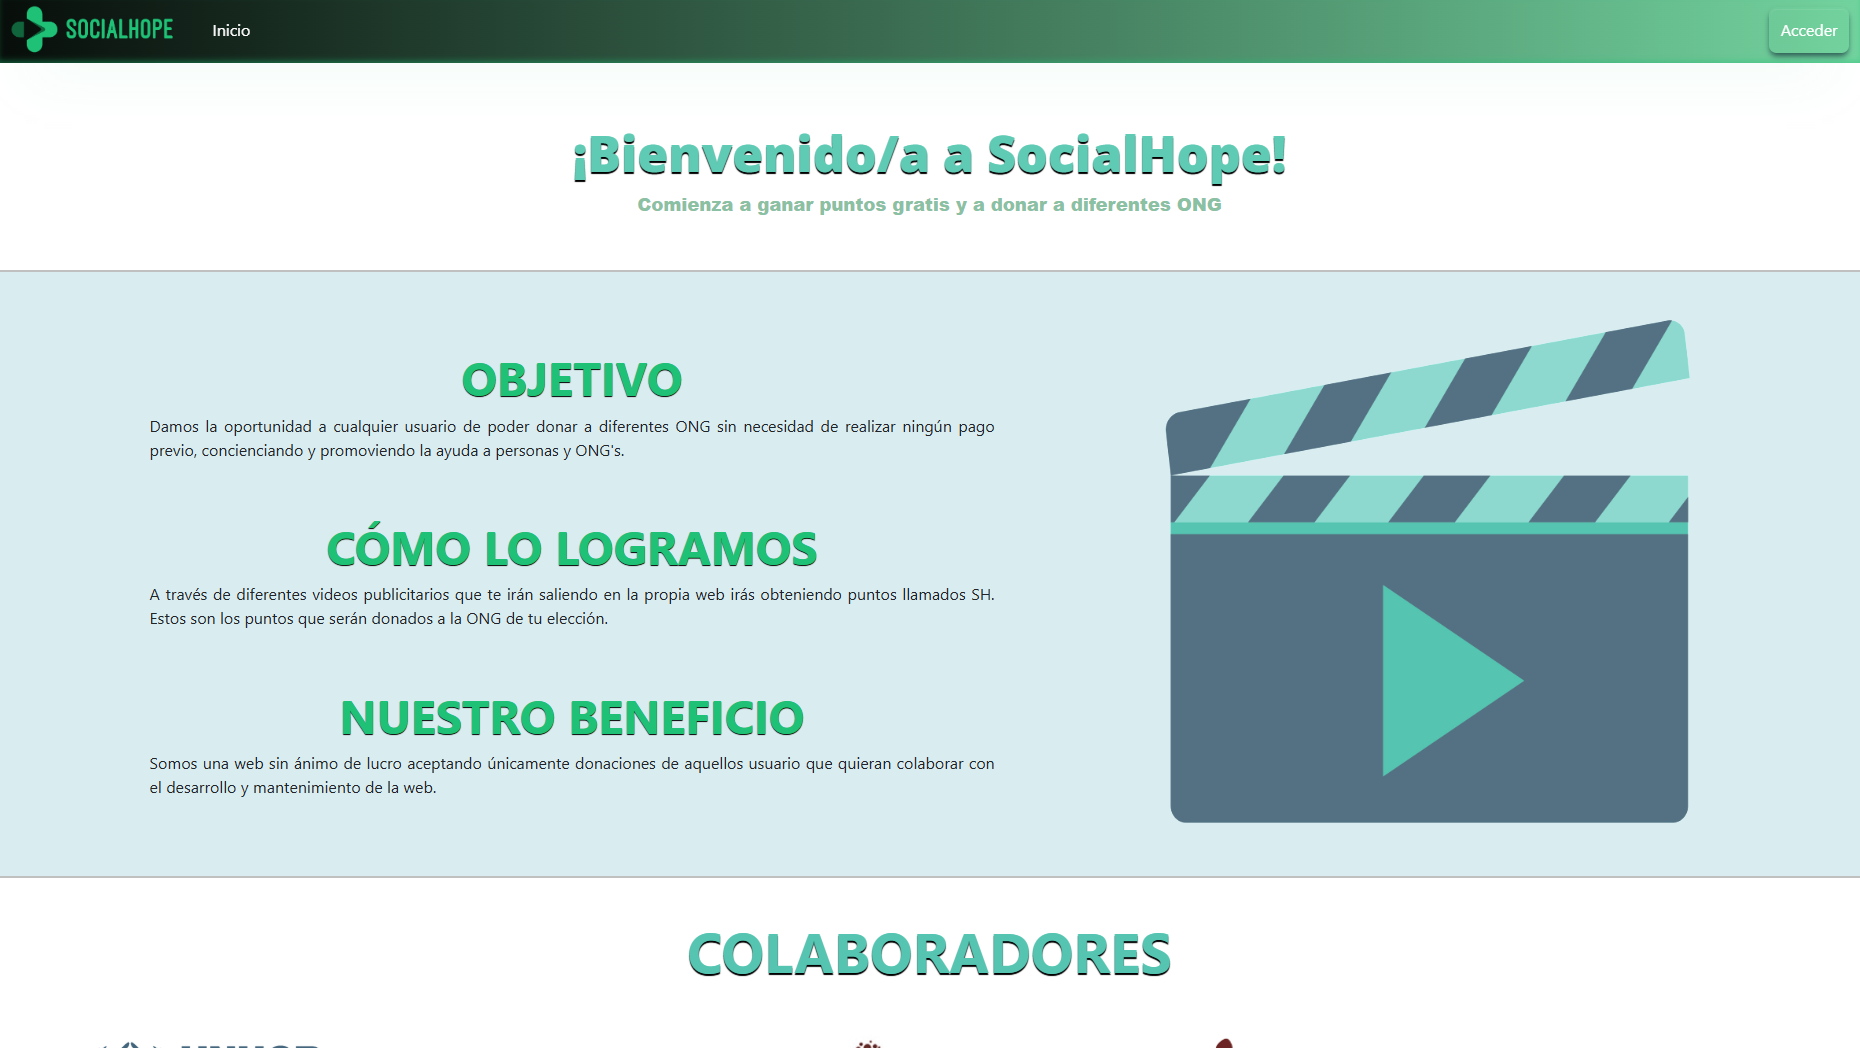 SOCIALHOPE
Inicio
Acceder
¡Bienvenido/a a SocialHope!
Comienza a ganar puntos gratis y a donar a diferentes ONG
OBJETIVO
Damos la oportunidad a cualquier usuario de poder donar a diferentes ONG sin necesidad de realizar ningún pago
previo, concienciando y promoviendo la ayuda a personas y ONG's.
CÓMO LO LOGRAMOS
A través de diferentes videos publicitarios que te irán saliendo en la propia web irás obteniendo puntos llamados SH.
Estos son los puntos que serán donados a la ONG de tu elección.
NUESTRO BENEFICIO
Somos una web sin ánimo de lucro aceptando únicamente donaciones de aquellos usuario que quieran colaborar con
el desarrollo y mantenimiento de la web.
COLABORADORES